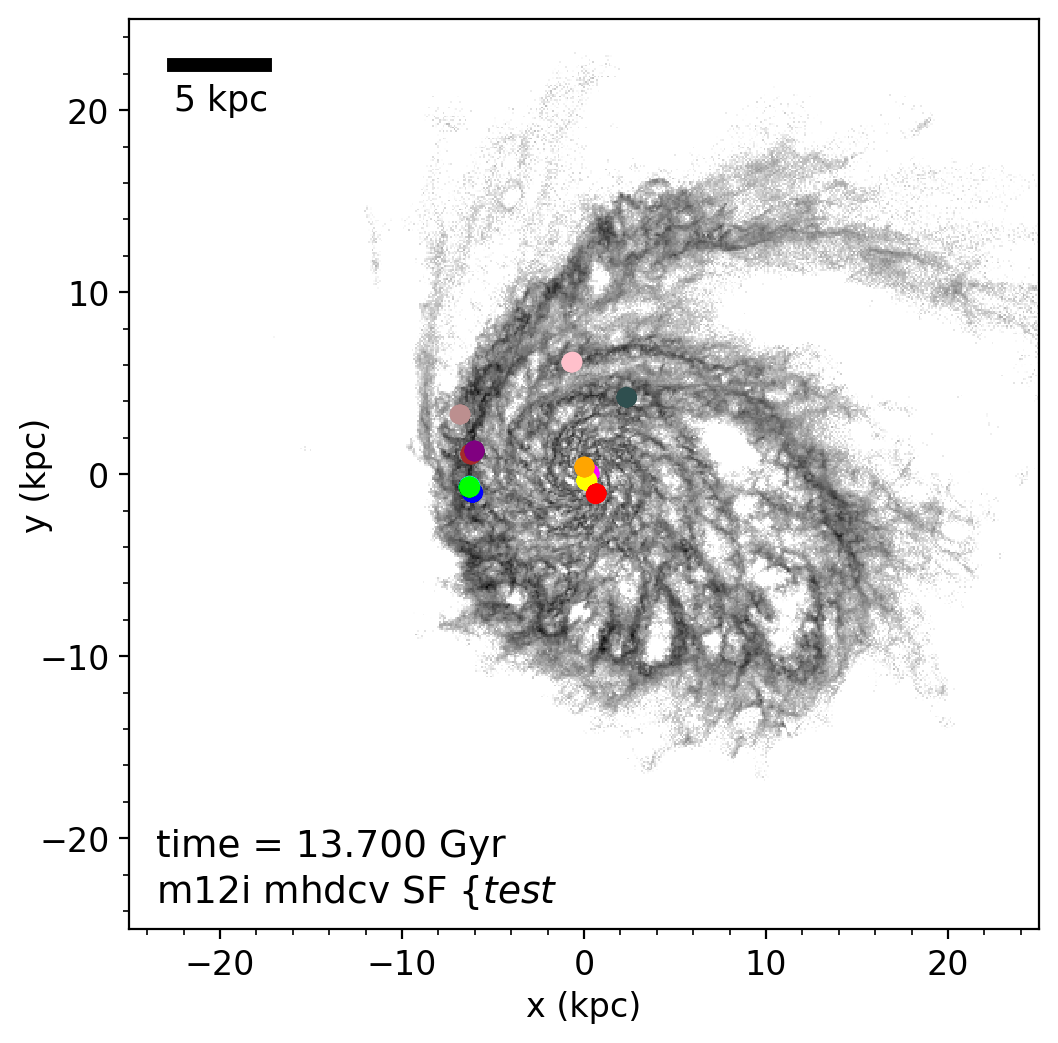 5 kpc
20
10
0
−10
−20
y (kpc)
time = 13.700 Gyr
m12i mhdcv SF {test
−20 −10 0 10 20
x (kpc)